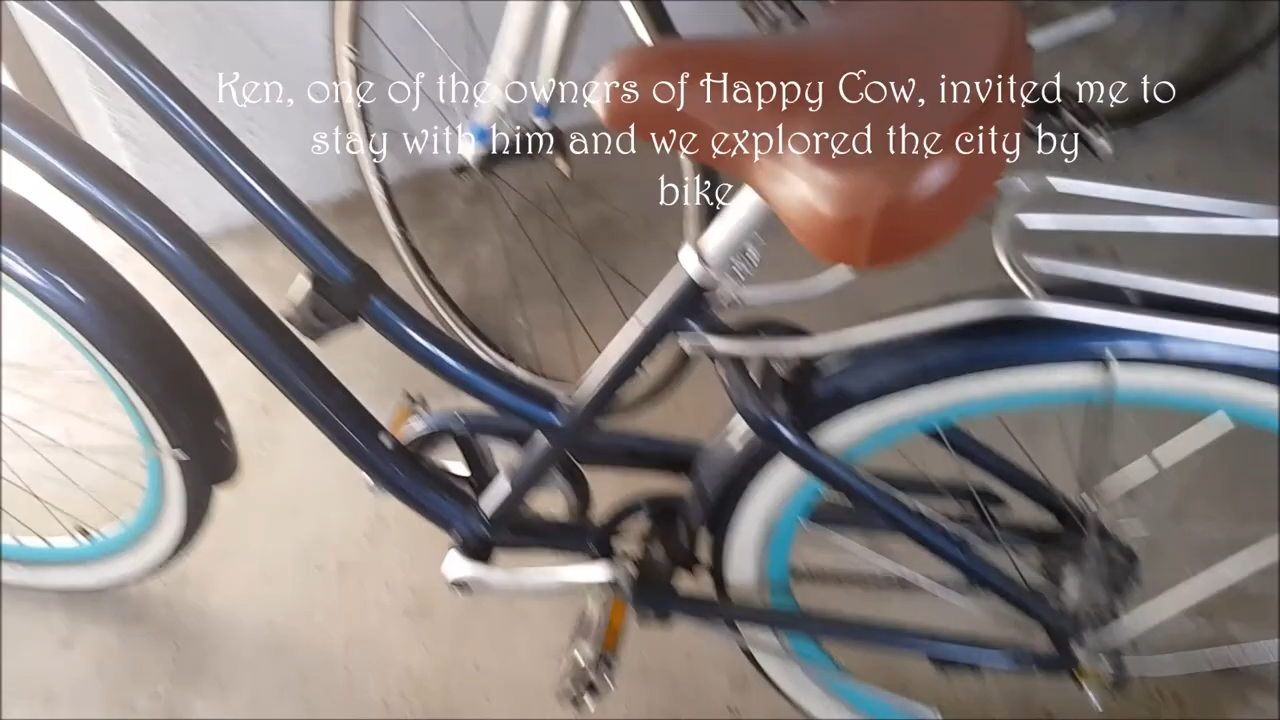 Ken, one of the owners of Happy Cow, invited me to
stay with him and we explored the city by
bike